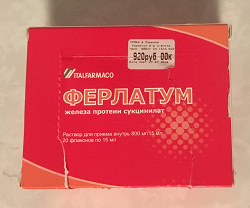 920руб 00к
ITALFARMACO
ФЕРЛАТУМ
железа протеин сукцинилат
Раствор для приема внутрь 800 мг/15 мл
20 флаконов по 15 мл